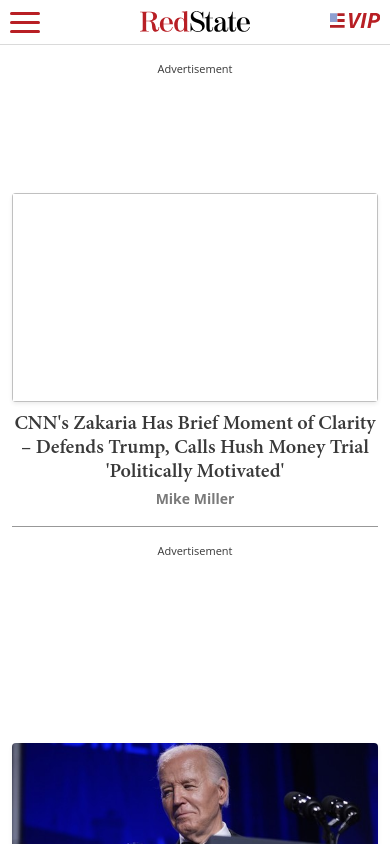 RedState
VIP
Advertisement
CNN's Zakaria Has Brief Moment of Clarity
– Defends Trump, Calls Hush Money Trial
'Politically Motivated'
Mike Miller
Advertisement